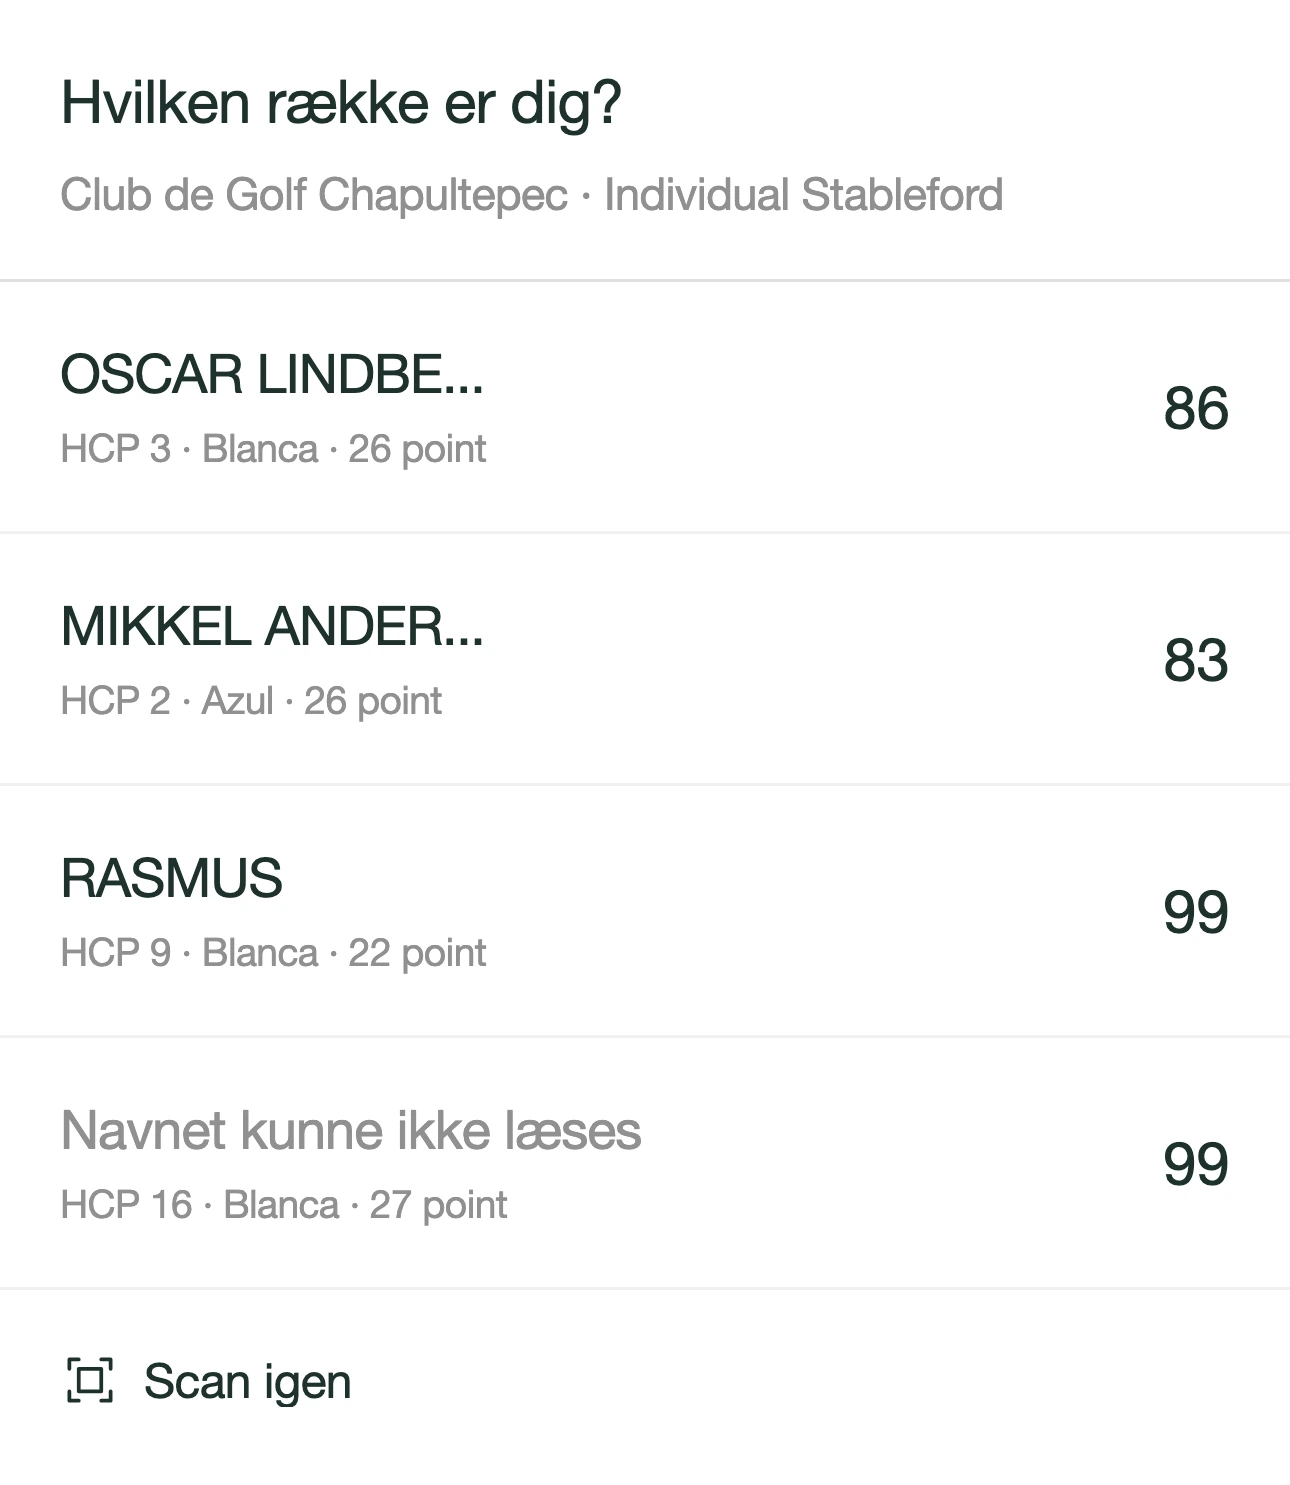 Hvilken række er dig?
Club de Golf Chapultepec · Individual Stableford
OSCAR LINDBE...
86
HCP 3 · Blanca · 26 point
MIKKEL ANDER...
83
HCP 2 · Azul · 26 point
RASMUS
99
HCP 9 · Blanca · 22 point
Navnet kunne ikke læses
99
HCP 16 · Blanca · 27 point
Scan igen